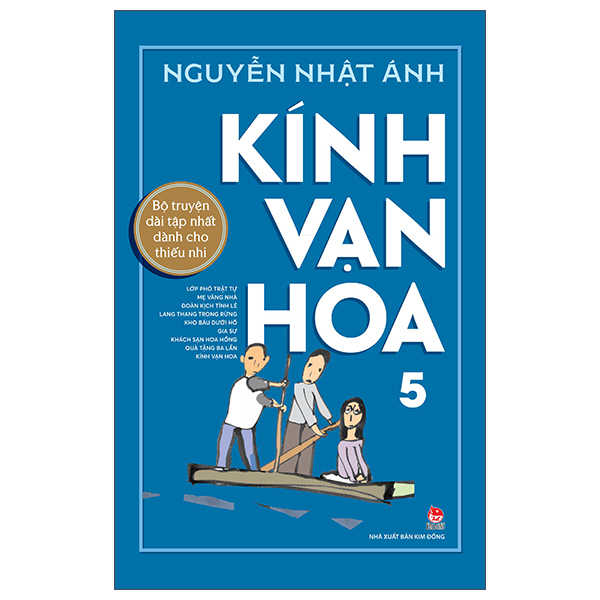 NGUYỄN NHẬT ÁNH
KÍNH
VẠN
HOA
5
Bộ truyện
dài tập nhất
dành cho
thiếu nhi
LỚP PHÓ TRẬT TỰ
MẸ VẮNG NHÀ
ĐOÀN KỊCH TỈNH LẺ
LANG THANG TRONG RỪNG
KHO BÁU DƯỚI HỒ
GIA SƯ
KHÁCH SẠN HOA HỒNG
QUÀ TẶNG BA LẦN
KÍNH VẠN HOA
NHÀ XUẤT BẢN KIM ĐỒNG